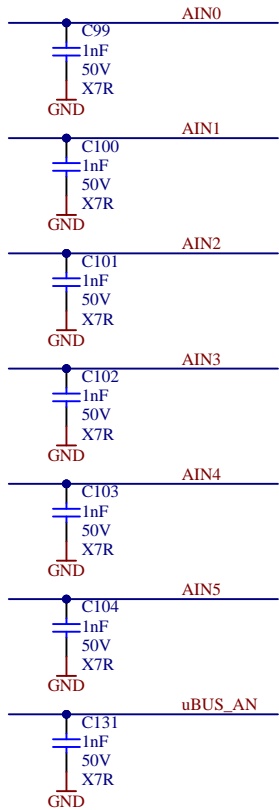 AIN0
C99
1nF
50V
X7R
GND
AIN1
C100
1nF
50V
X7R
GND
AIN2
C101
1nF
50V
X7R
GND
AIN3
C102
1nF
50V
X7R
GND
AIN4
C103
1nF
50V
X7R
GND
AIN5
C104
1nF
50V
X7R
GND
uBUS_AN
C131
1nF
50V
X7R
GND